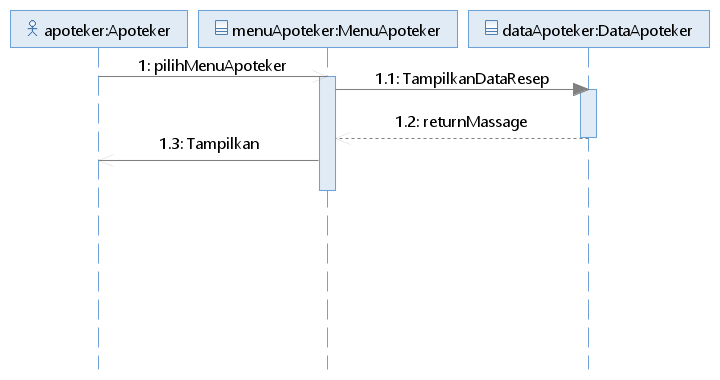 apoteker:Apoteker
menuApoteker:MenuApoteker
dataApoteker:DataApoteker
1: pilihMenuApoteker
1.1: TampilkanDataResep
1.2: returnMassage
1.3: Tampilkan